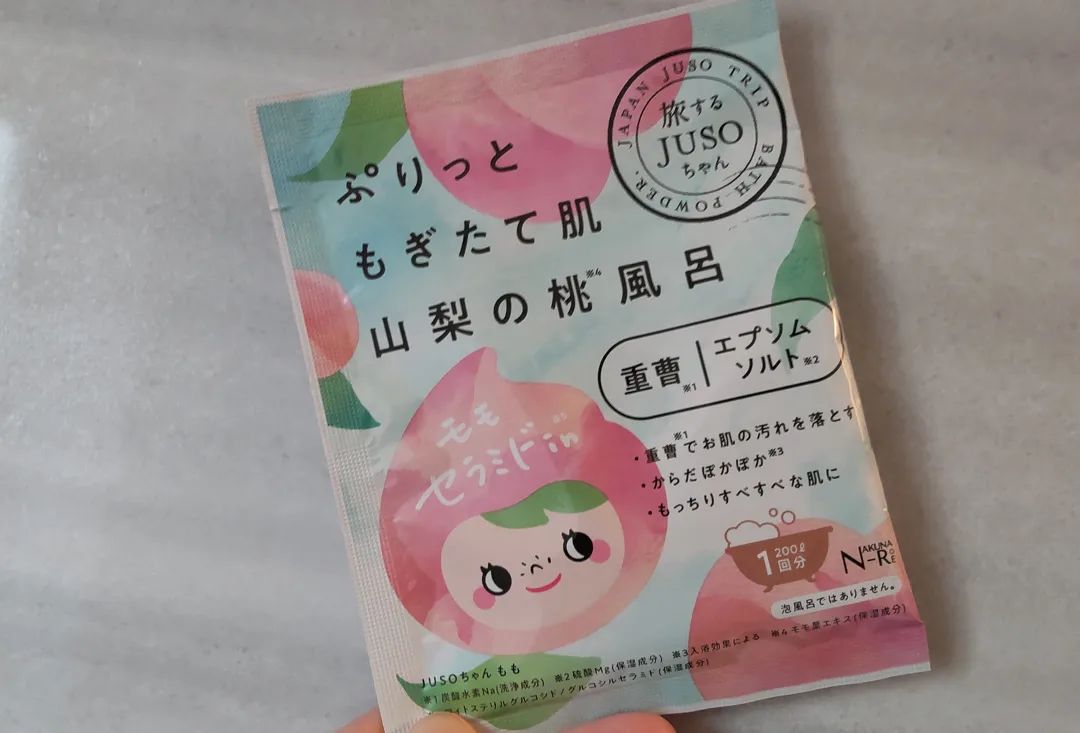 JAPAN JUSO TRIP
旅する
JUSO
ちゃん
BATH-POWDER.
ぷりっと
もぎたて肌
山梨の桃※4風呂
重曹※1
エプソム
ソルト※2
モモ
セラミドin※5
・重曹※1でお肌の汚れを落とす
・からだぽかぽか※3
・もっちりすべすべな肌に
200ℓ
1回分
泡風呂ではありません。
JUSOちゃん もも
※1 炭酸水素Na(洗浄成分) ※2 硫酸Mg(保湿成分) ※3 入浴効果による ※4 モモ葉エキス(保湿成分)
イトステリルグルコシド/グルコシルセラミド(保湿成分)